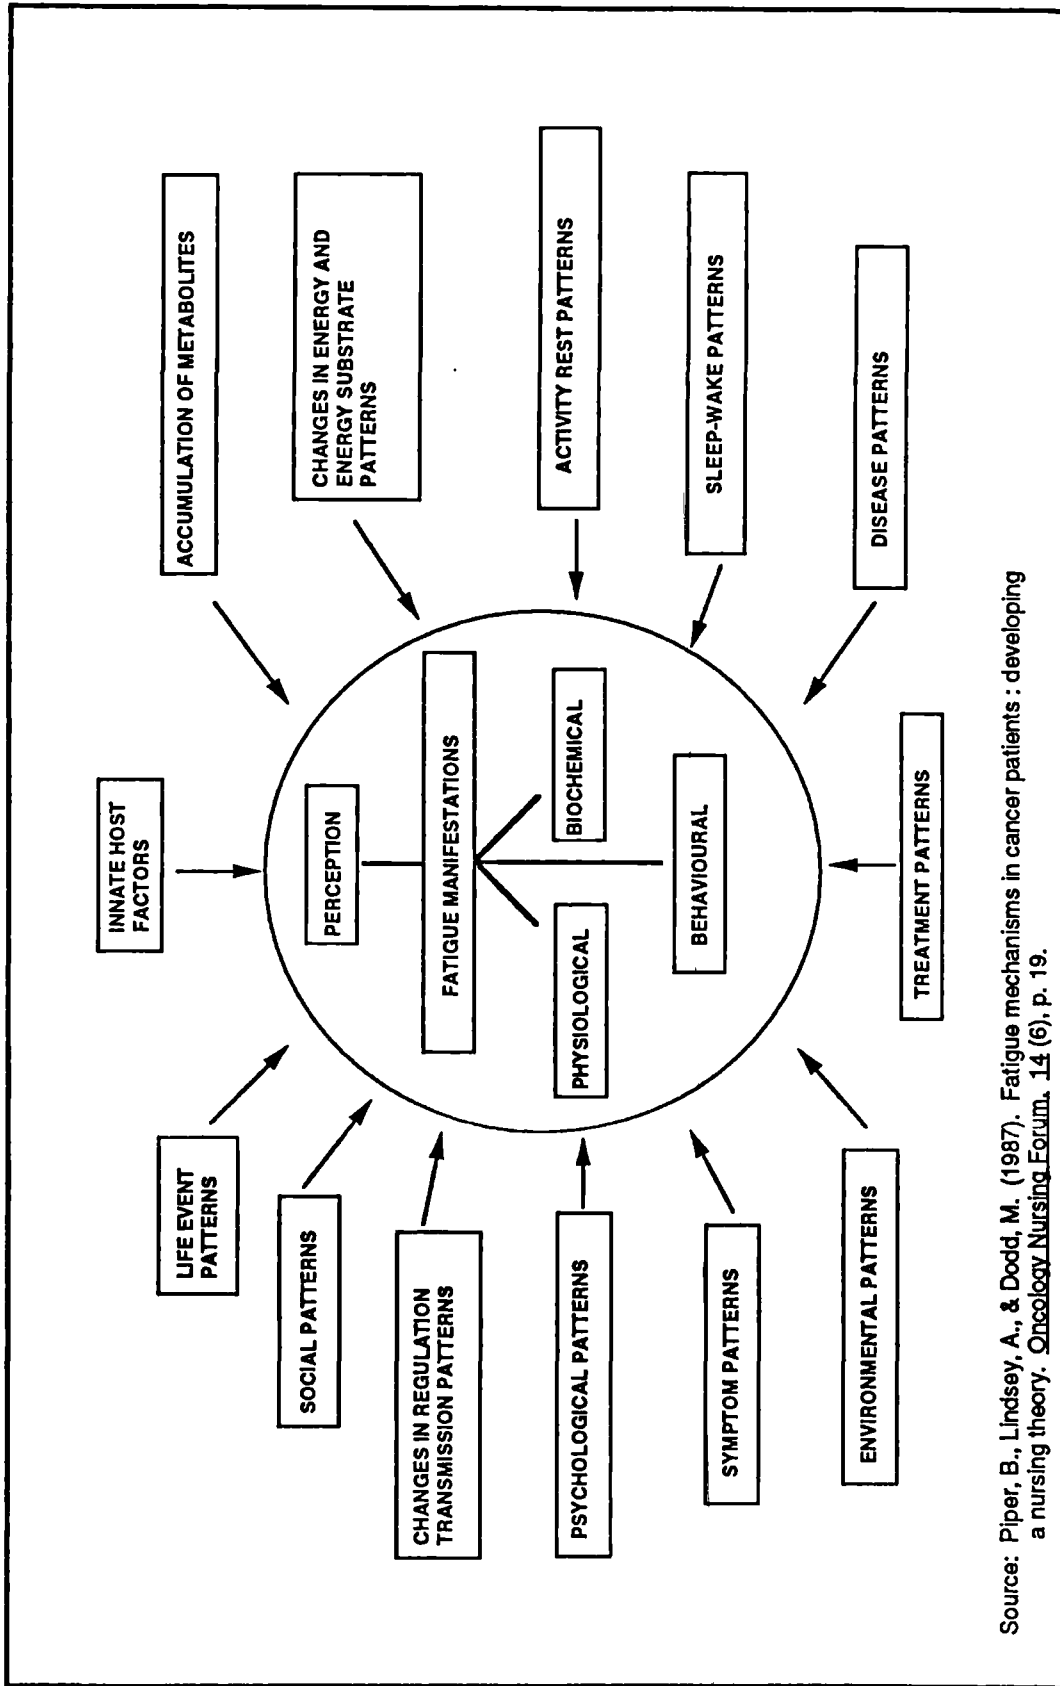 INNATE HOST
FACTORS
LIFE EVENT
PATTERNS
SOCIAL PATTERNS
CHANGES IN REGULATION
TRANSMISSION PATTERNS
PSYCHOLOGICAL PATTERNS
SYMPTOM PATTERNS
ENVIRONMENTAL PATTERNS
PERCEPTION
FATIGUE MANIFESTATIONS
PHYSIOLOGICAL
BIOCHEMICAL
BEHAVIOURAL
TREATMENT PATTERNS
ACCUMULATION OF METABOLITES
CHANGES IN ENERGY AND
ENERGY SUBSTRATE
PATTERNS
ACTIVITY REST PATTERNS
SLEEP-WAKE PATTERNS
DISEASE PATTERNS
Source: Piper, B., Lindsey, A., & Dodd, M. (1987). Fatigue mechanisms in cancer patients : developing
a nursing theory. Oncology Nursing Forum, 14 (6), p. 19.